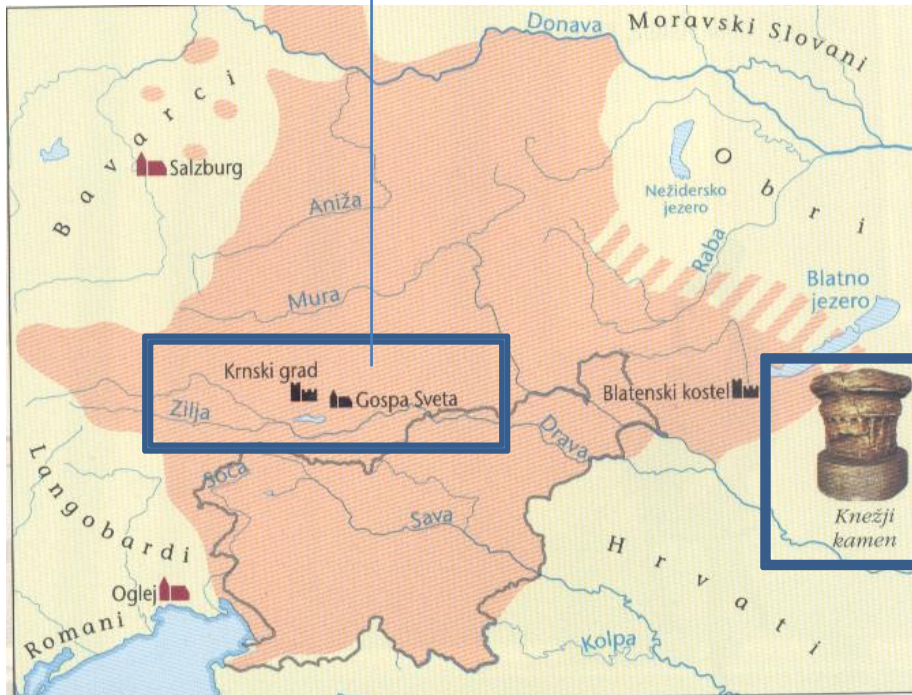 Donava
Moravski Slovani
Bavarci
Salzburg
Obri
Nežidersko
jezero
Aniža
Raba
Blatno
jezero
Mura
Krnski grad
Gospa Sveta
Blatenski kostel
Zilja
Drava
Langobardi
Soča
Sava
Knežji
kamen
Hrvati
Oglej
Romani
Kolpa